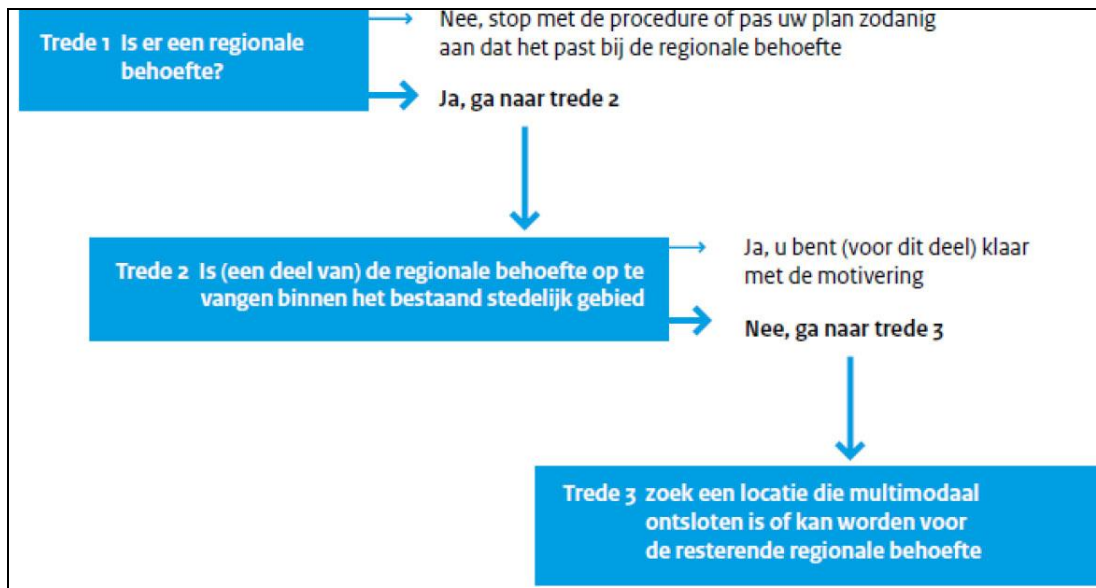 Nee, stop met de procedure of pas uw plan zodanig
aan dat het past bij de regionale behoefte
Trede 1 Is er een regionale
behoefte?
Ja, ga naar trede 2
Trede 2 Is (een deel van) de regionale behoefte op te
vangen binnen het bestaand stedelijk gebied
Ja, u bent (voor dit deel) klaar
met de motivering
Nee, ga naar trede 3
Trede 3 zoek een locatie die multimodaal
ontsloten is of kan worden voor
de resterende regionale behoefte